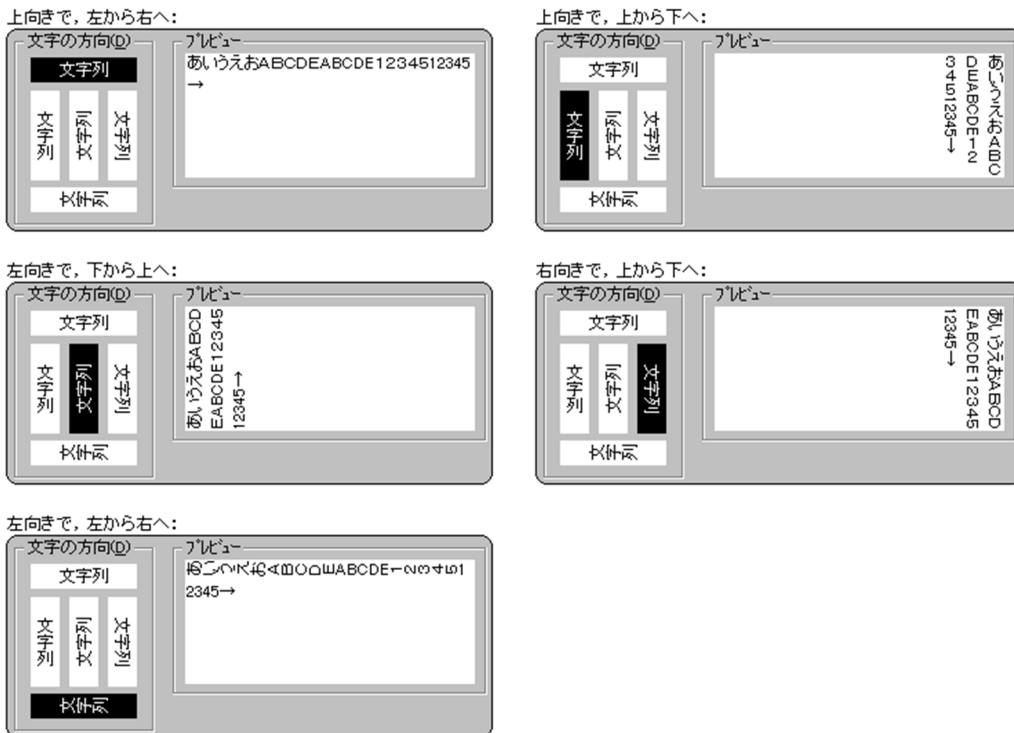 上向きで，左から右へ：
文字の方向(D)
文字列
文字列
文字列
文字列
文字列
プレビュー
あいうえおABCDEABCDE1234512345
→
上向きで，上から下へ：
文字の方向(D)
文字列
文字列
文字列
文字列
文字列
プレビュー
あいうえおABC
DEABCDE12
34512345→
左向きで，下から上へ：
文字の方向(D)
文字列
文字列
文字列
文字列
文字列
プレビュー
あいうえおABCD
EABCDE12345
12345→
右向きで，上から下へ：
文字の方向(D)
文字列
文字列
文字列
文字列
文字列
プレビュー
あいうえおABCD
EABCDE12345
12345→
左向きで，左から右へ：
文字の方向(D)
文字列
文字列
文字列
文字列
文字列
プレビュー
あいうえおABCDEABCDE123451
2345→